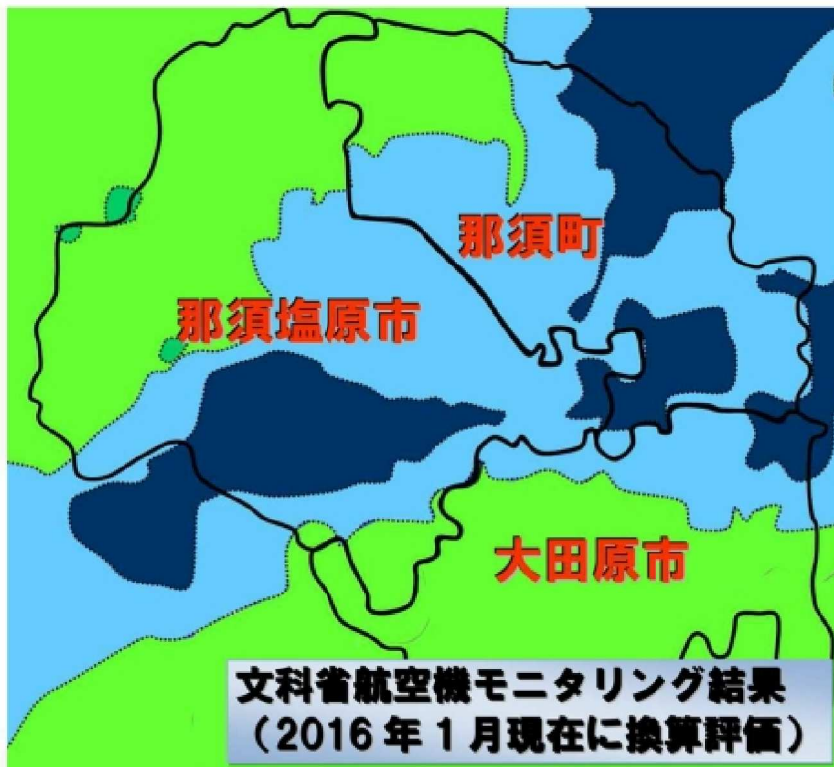 那須町
那須塩原市
大田原市
文科省航空機モニタリング結果
（2016年1月現在に換算評価）